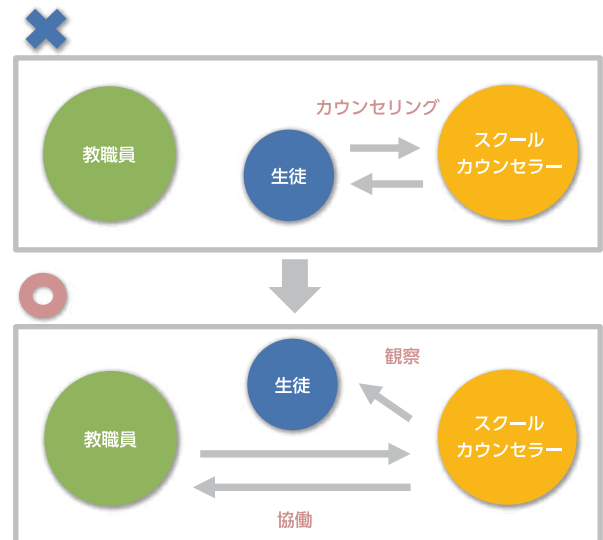 カウンセリング
教職員
生徒
スクール
カウンセラー
観察
生徒
教職員
スクール
カウンセラー
協働